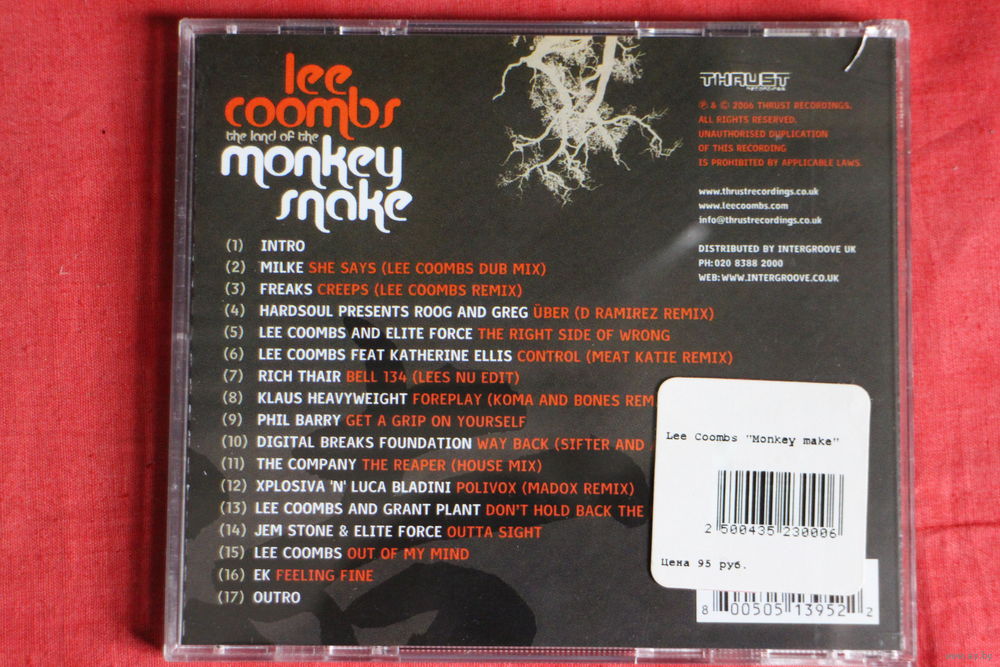 lee
coombs
the land of the
monkey
snake
(1) INTRO
(2) MILKE SHE SAYS (LEE COOMBS DUB MIX)
(3) FREAKS CREEPS (LEE COOMBS REMIX)
(4) HARDSOUL PRESENTS ROOG AND GREG ÜBER (D RAMIREZ REMIX)
(5) LEE COOMBS AND ELITE FORCE THE RIGHT SIDE OF WRONG
(6) LEE COOMBS FEAT KATHERINE ELLIS CONTROL (MEAT KATIE REMIX)
(7) RICH THAIR BELL 134 (LEES NU EDIT)
(8) KLAUS HEAVYWEIGHT FOREPLAY (KOMA AND BONES REM
(9) PHIL BARRY GET A GRIP ON YOURSELF
(10) DIGITAL BREAKS FOUNDATION WAY BACK (SIFTER AND
(11) THE COMPANY THE REAPER (HOUSE MIX)
(12) XPLOSIVA 'N' LUCA BLADINI POLIVOX (MADOX REMIX)
(13) LEE COOMBS AND GRANT PLANT DON'T HOLD BACK THE
(14) JEM STONE & ELITE FORCE OUTTA SIGHT
(15) LEE COOMBS OUT OF MY MIND
(16) EK FEELING FINE
(17) OUTRO
THRUST
RECORDINGS
℗ & © 2006 THRUST RECORDINGS.
ALL RIGHTS RESERVED.
UNAUTHORISED DUPLICATION
OF THIS RECORDING
IS PROHIBITED BY APPLICABLE LAWS.
www.thrustrecordings.co.uk
www.leecoombs.com
info@thrustrecordings.co.uk
DISTRIBUTED BY INTERGROOVE UK
PH: 020 8388 2000
WEB: WWW.INTERGROOVE.CO.UK
Lee Coombs "Monkey make"
2 500435 230006
Цена 95 руб.
8 00505 13952 2